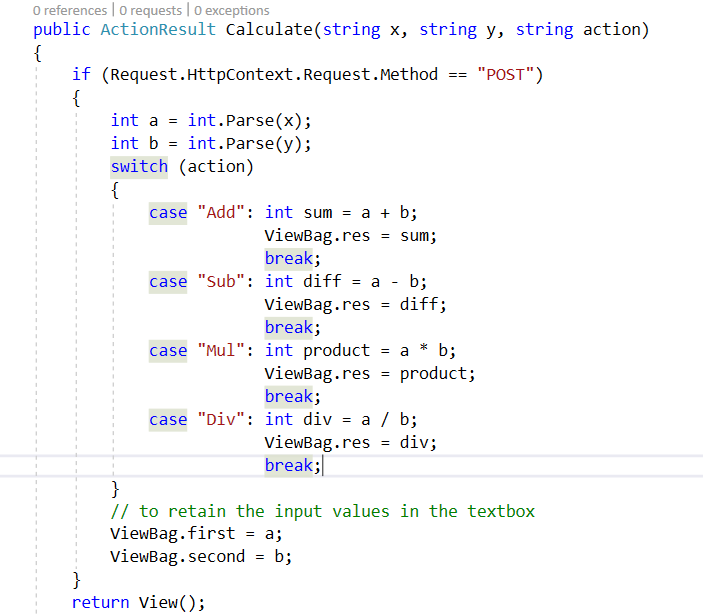 0 references | 0 requests | 0 exceptions
public ActionResult Calculate(string x, string y, string action)
{
    if (Request.HttpContext.Request.Method == "POST")
    {
        int a = int.Parse(x);
        int b = int.Parse(y);
        switch (action)
        {
            case "Add": int sum = a + b;
                        ViewBag.res = sum;
                        break;
            case "Sub": int diff = a - b;
                        ViewBag.res = diff;
                        break;
            case "Mul": int product = a * b;
                        ViewBag.res = product;
                        break;
            case "Div": int div = a / b;
                        ViewBag.res = div;
                        break;
        }
        // to retain the input values in the textbox
        ViewBag.first = a;
        ViewBag.second = b;
    }
    return View();